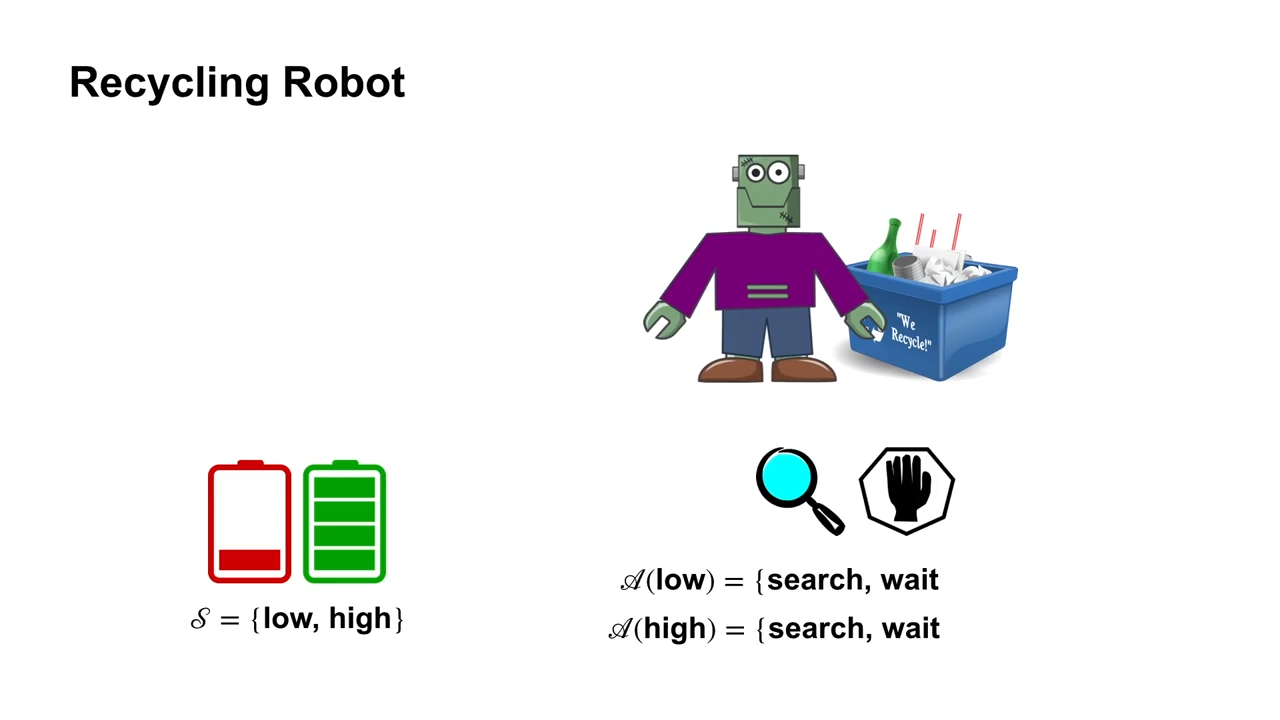 Recycling Robot
"We
Recycle!"
𝒮 = {low, high}
𝒜(low) = {search, wait
𝒜(high) = {search, wait